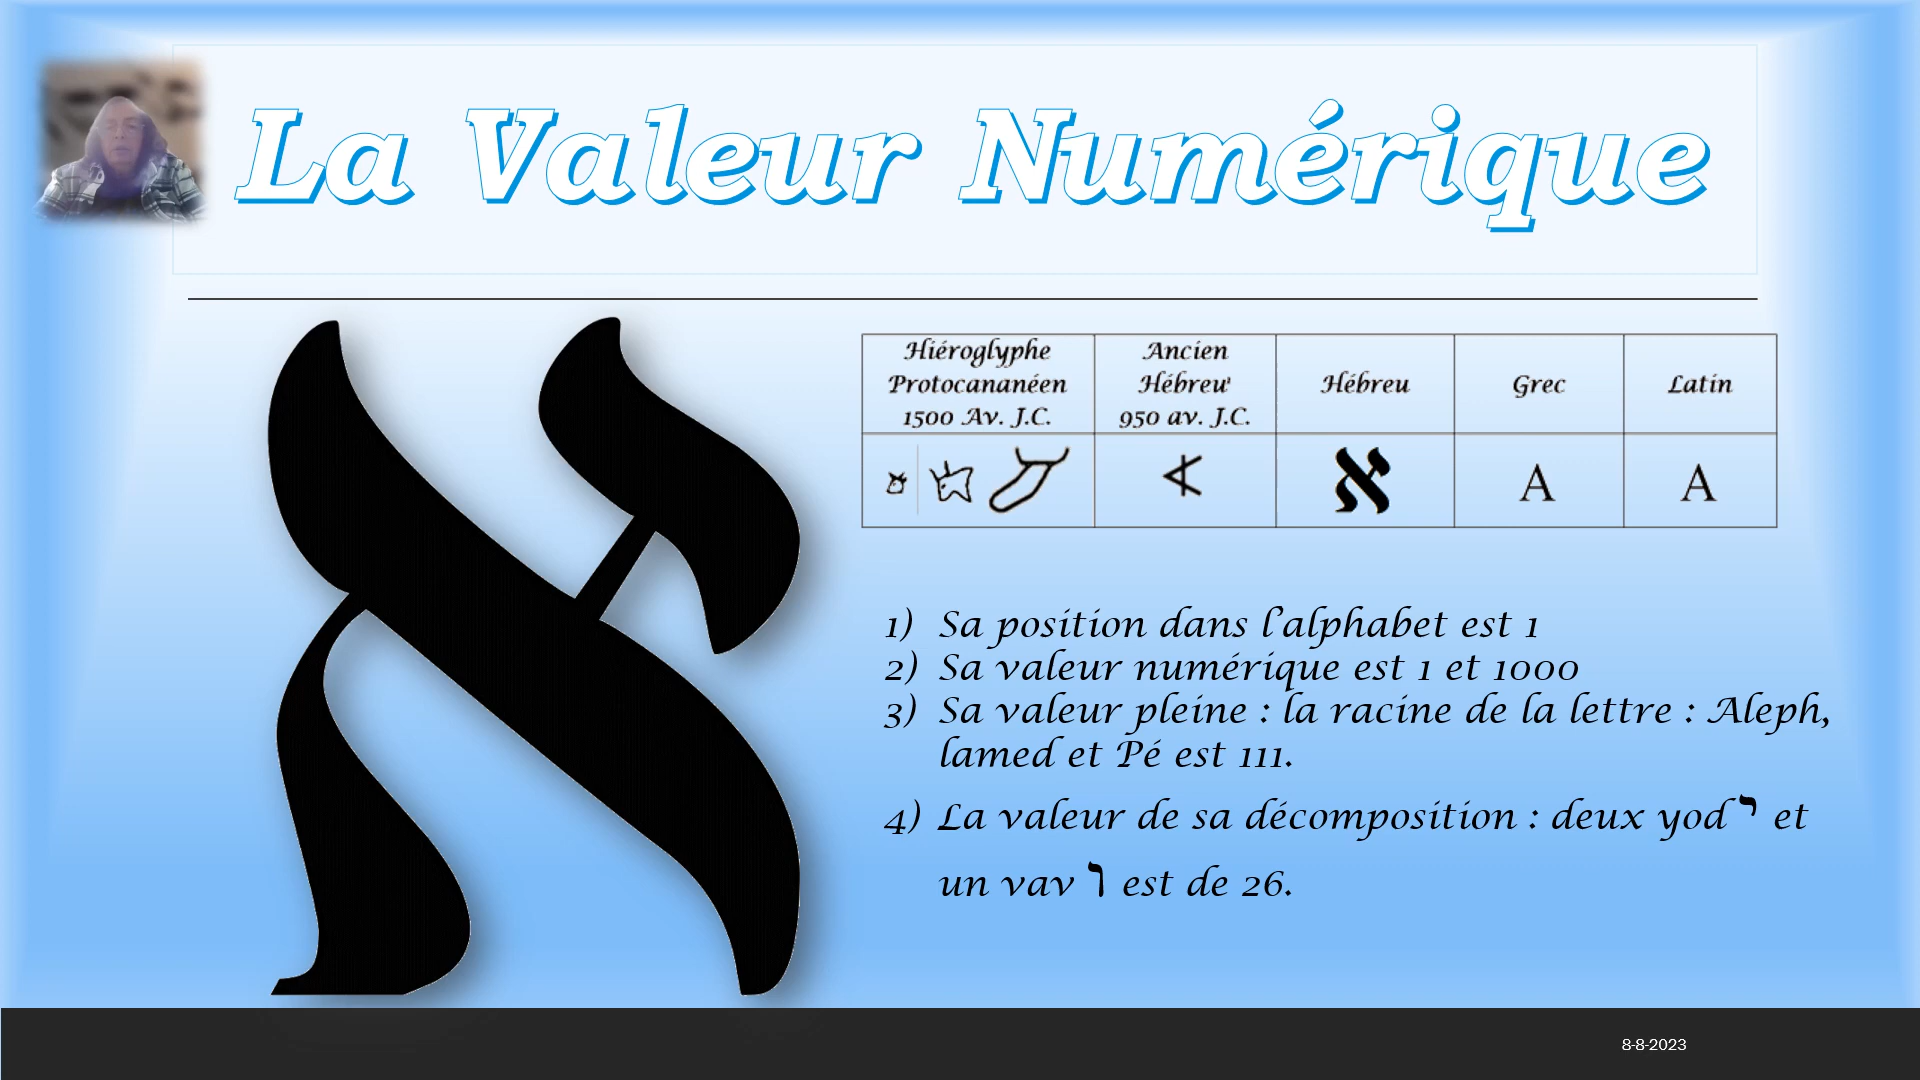 La Valeur Numérique
Hiéroglyphe Protocananéen 1500 Av. J.C.
Ancien Hébreu¹ 950 av. J.C.
Hébreu
Grec
Latin
א
A
A
א
1) Sa position dans l’alphabet est 1
2) Sa valeur numérique est 1 et 1000
3) Sa valeur pleine : la racine de la lettre : Aleph,
lamed et Pé est 111.
4) La valeur de sa décomposition : deux yod י et
un vav ו est de 26.
8-8-2023